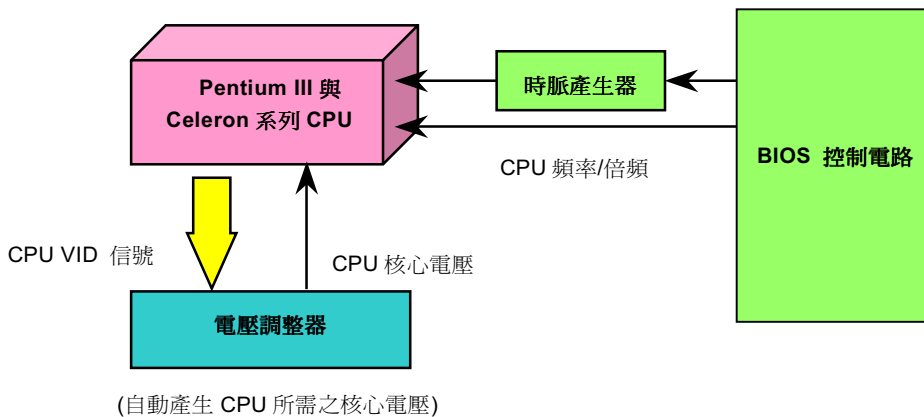 Pentium III 與
Celeron 系列 CPU
時脈產生器
BIOS 控制電路
CPU 頻率/倍頻
CPU VID 信號
CPU 核心電壓
電壓調整器
(自動產生 CPU 所需之核心電壓)